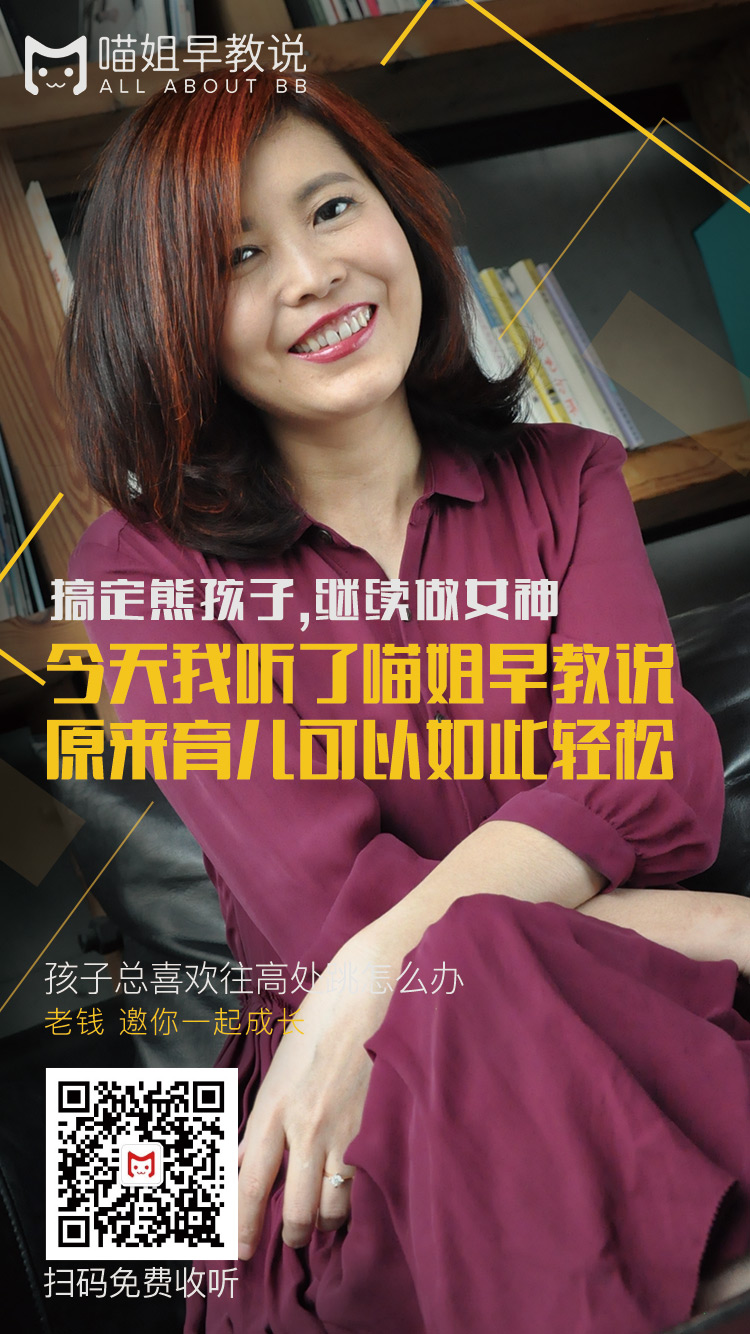 喵姐早教说
ALL ABOUT BB
搞定熊孩子,继续做女神
今天我听了喵姐早教说
原来育儿可以如此轻松
孩子总喜欢往高处跳怎么办
老钱 邀你一起成长
扫码免费收听